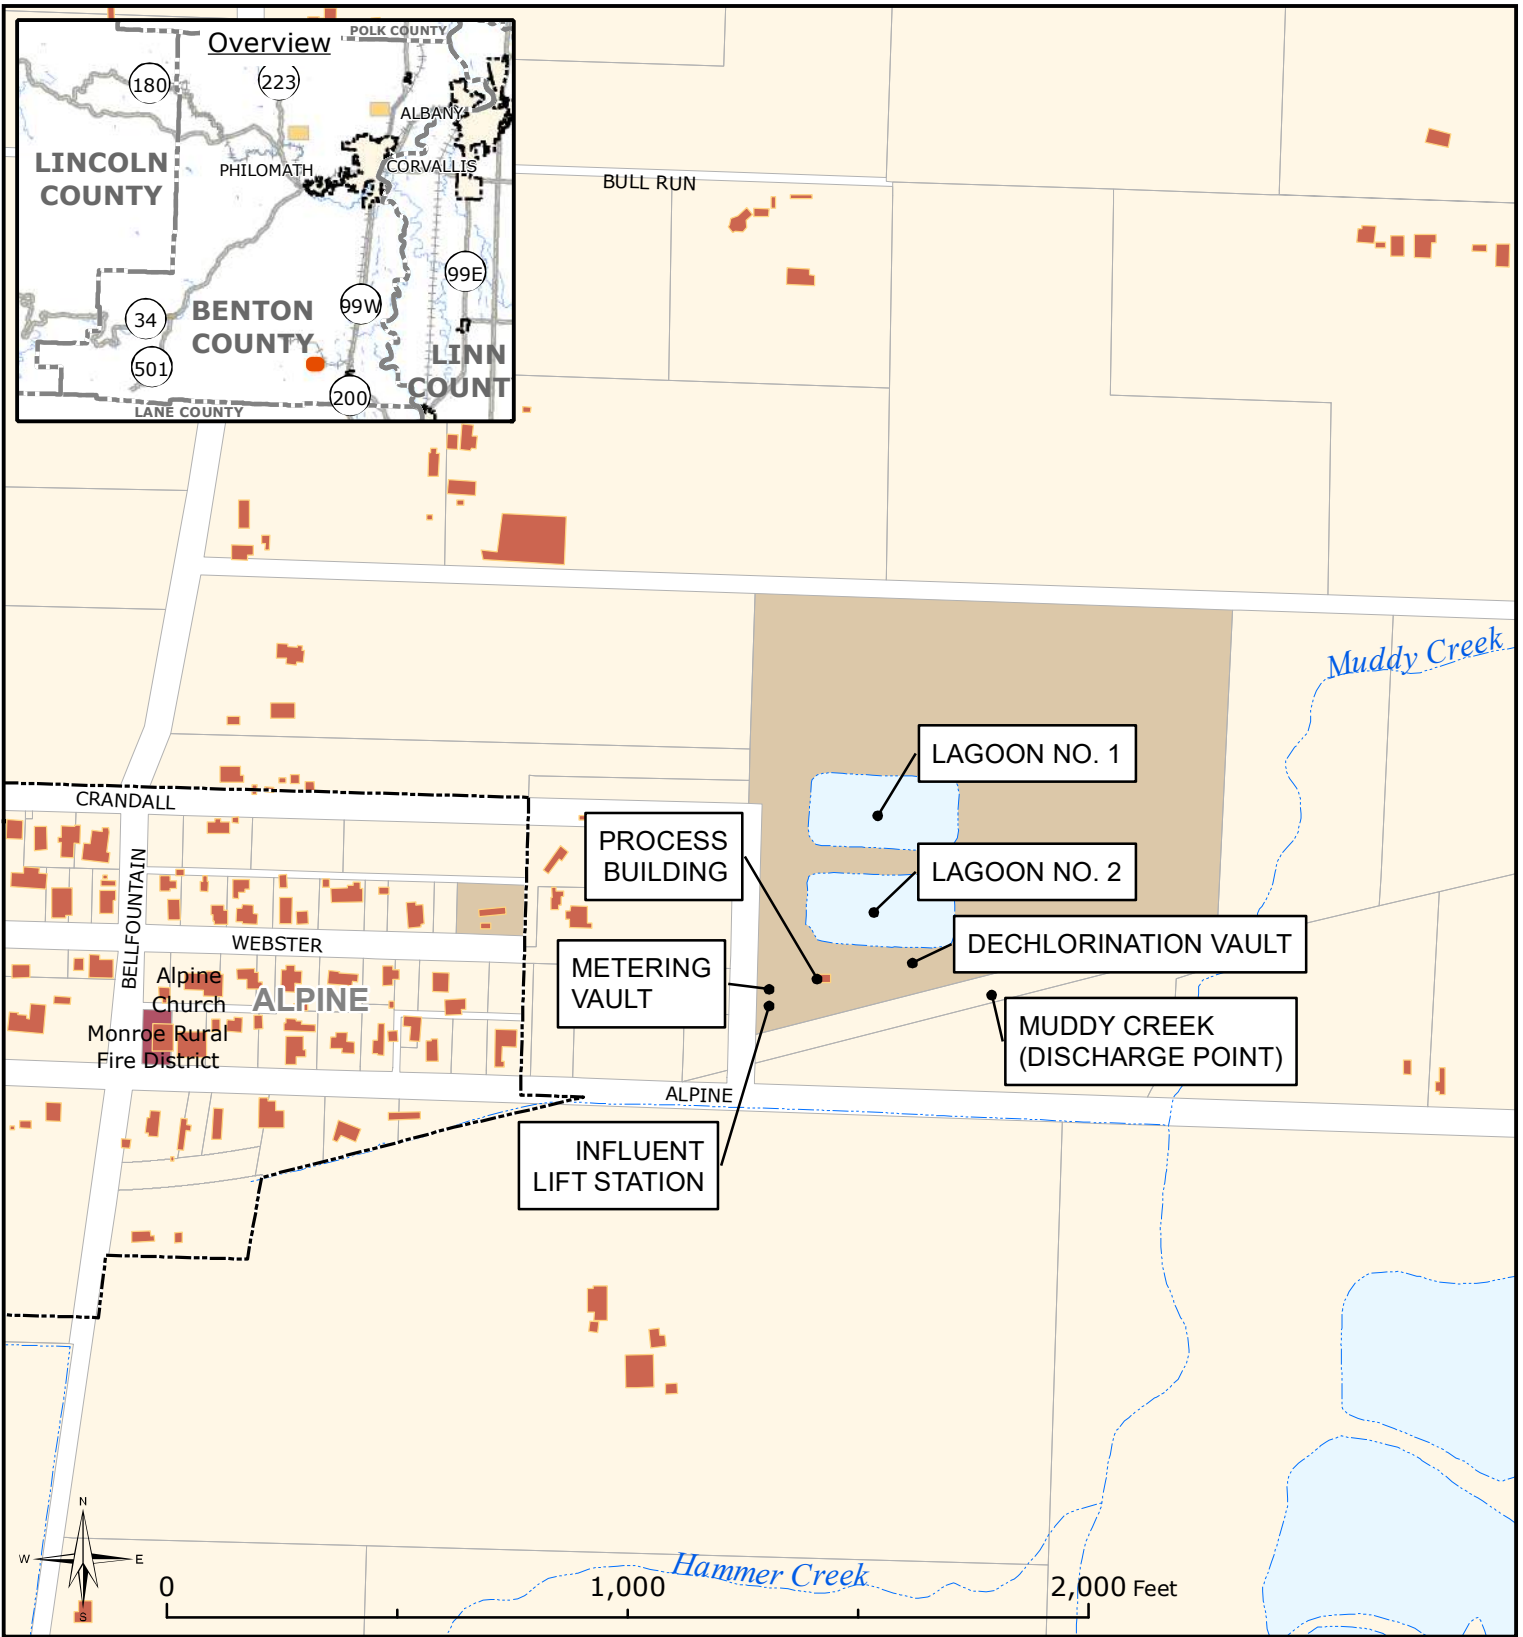 Overview
POLK COUNTY
180
223
ALBANY
LINCOLN
COUNTY
PHILOMATH
CORVALLIS
99E
34
BENTON
COUNTY
99W
501
LINN
COUNT
200
LANE COUNTY
BULL RUN
Muddy Creek
LAGOON NO. 1
CRANDALL
PROCESS
BUILDING
LAGOON NO. 2
BELLFOUNTAIN
WEBSTER
DECHLORINATION VAULT
METERING
VAULT
Alpine
Church
ALPINE
Monroe Rural
Fire District
MUDDY CREEK
(DISCHARGE POINT)
ALPINE
INFLUENT
LIFT STATION
N
W
E
S
Hammer Creek
0
1,000
2,000 Feet